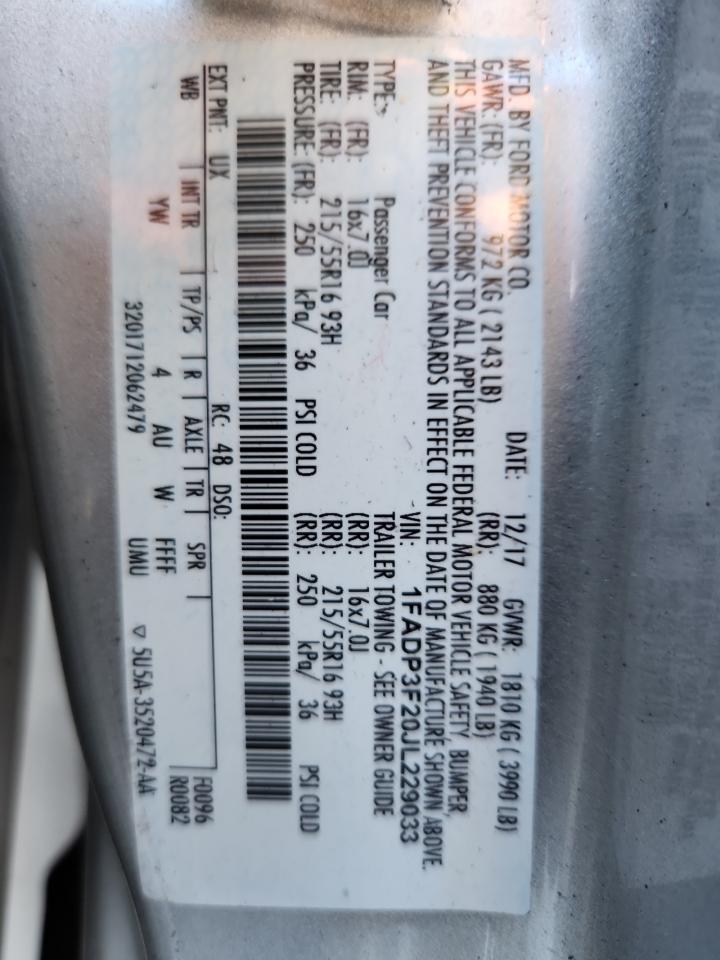 MFD. BY FORD MOTOR CO. DATE: 12/17 GVWR: 1810 KG ( 3990 LB)
GAWR: (FR): 972 KG ( 2143 LB) (RR): 880 KG ( 1940 LB)
THIS VEHICLE CONFORMS TO ALL APPLICABLE FEDERAL MOTOR VEHICLE SAFETY, BUMPER,
AND THEFT PREVENTION STANDARDS IN EFFECT ON THE DATE OF MANUFACTURE SHOWN ABOVE.
VIN: 1FADP3F20JL229033
TYPE: Passenger Car TRAILER TOWING - SEE OWNER GUIDE
RIM: (FR): 16x7.0J (RR): 16x7.0J
TIRE: (FR): 215/55R16 93H (RR): 215/55R16 93H
PRESSURE: (FR): 250 kPa/ 36 PSI COLD (RR): 250 kPa/ 36 PSI COLD
EXT PNT: UX RC: 48 DSO: F0096
WB INT TR TP/PS R AXLE TR SPR R0082
YW 4 AU W FFFF
3201712062479 UMU ▽ 5U5A-3520472-AA